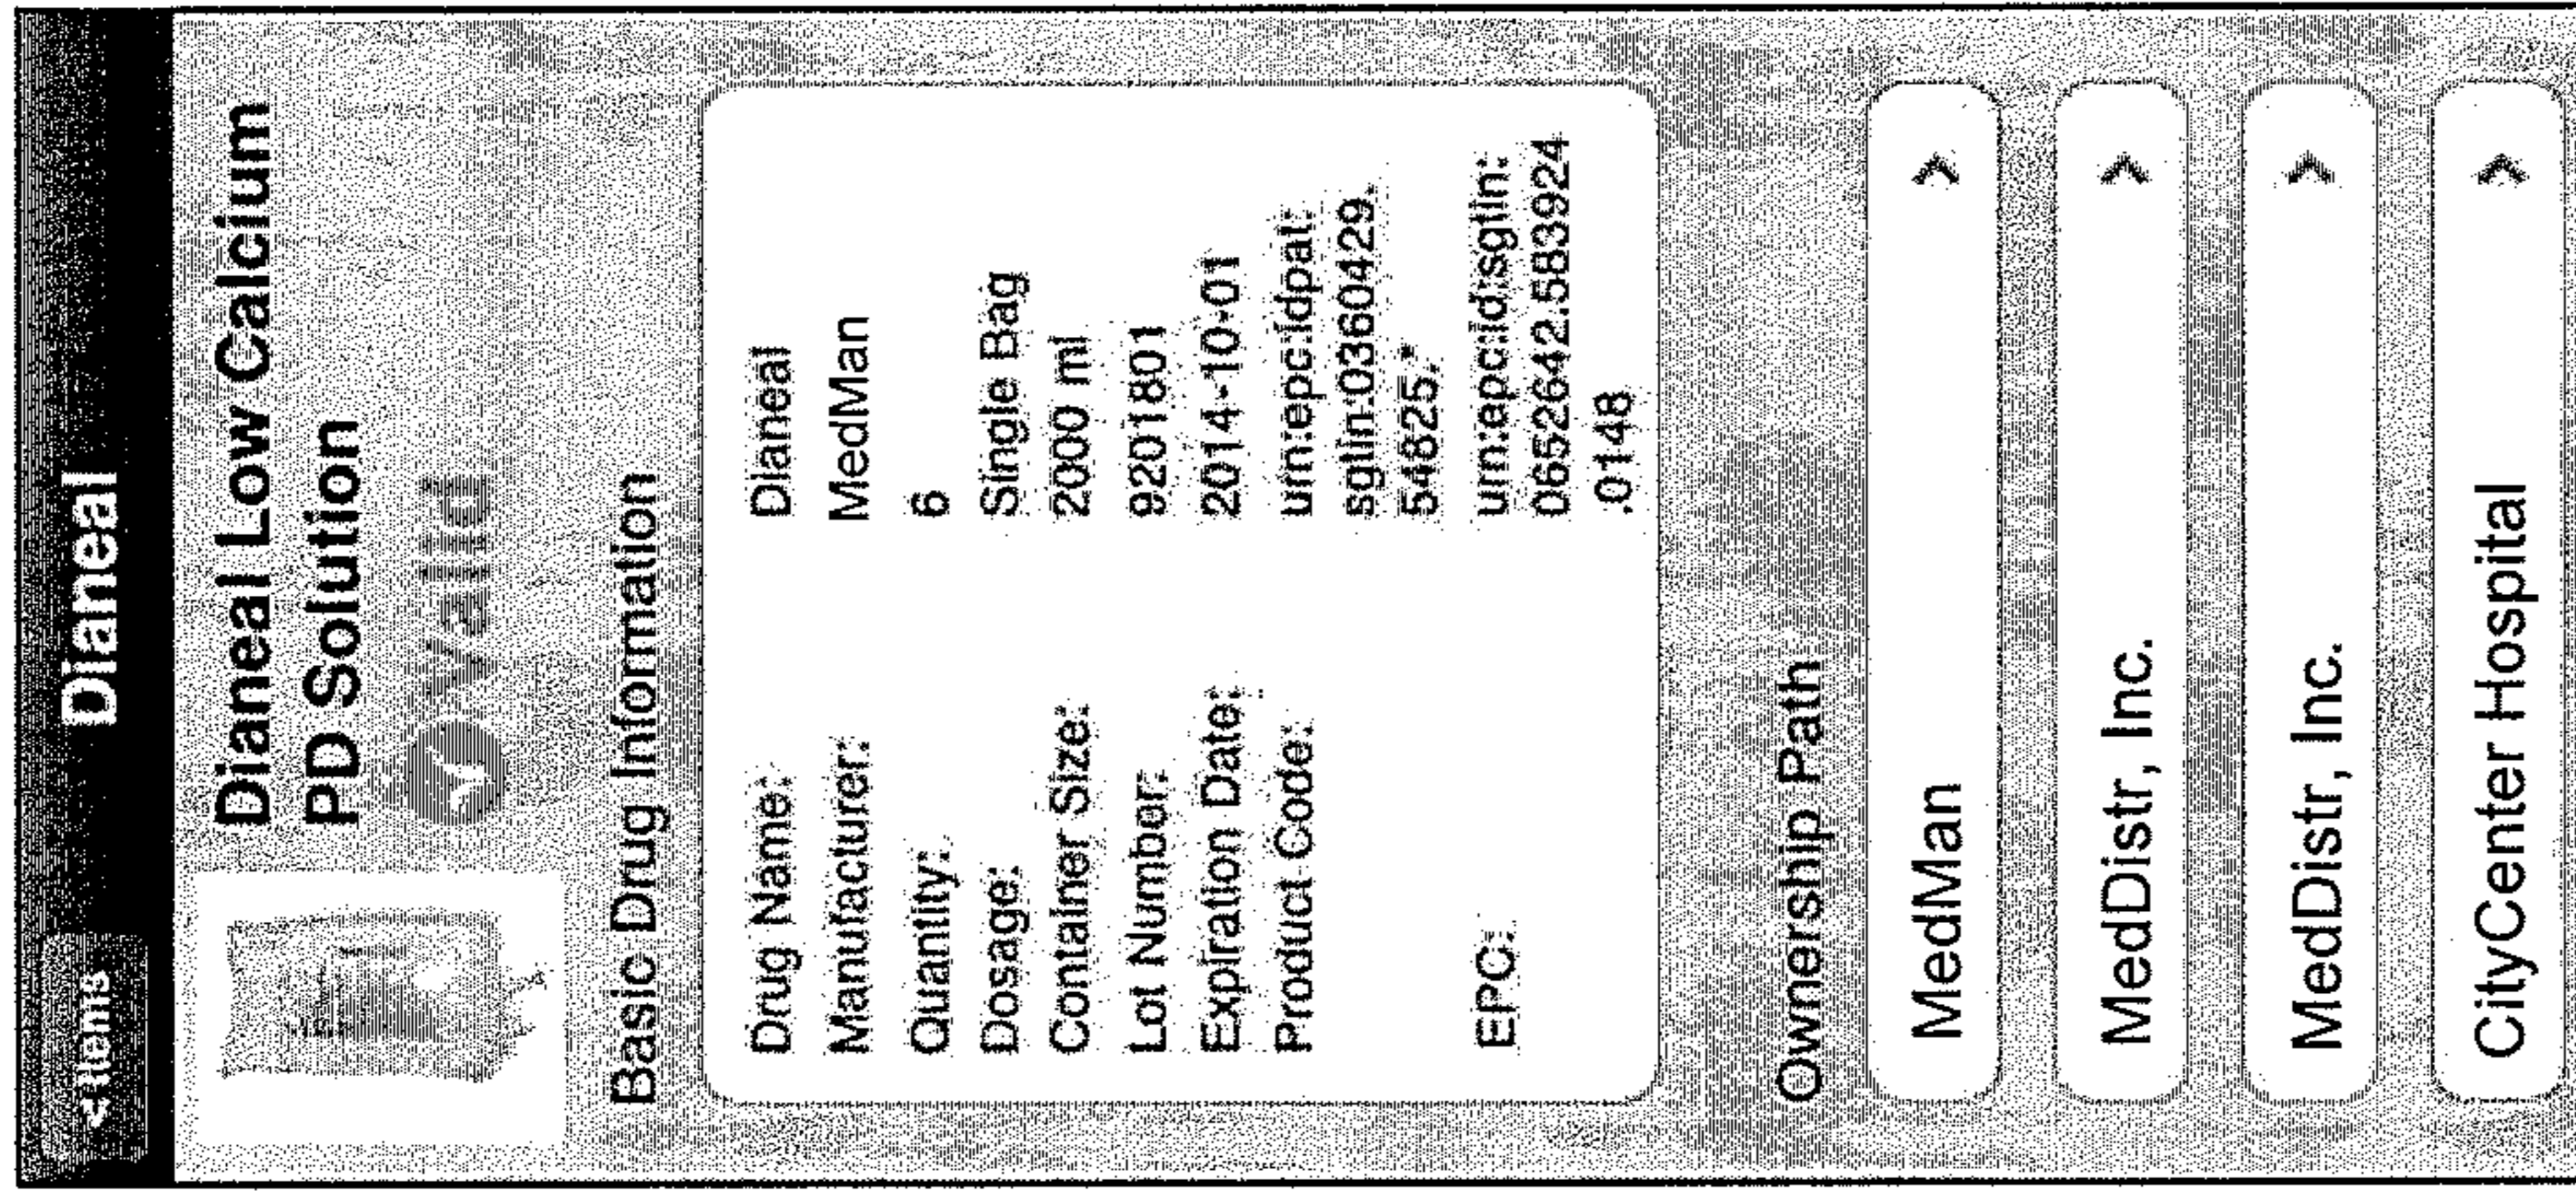 <Items
Dianeal
Dianeal Low Calcium
PD Solution
Valid
Basic Drug Information
Drug Name: Dianeal
Manufacturer: MedMan
Quantity: 6
Dosage: Single Bag
Container Size: 2000 ml
Lot Number: 9201801
Expiration Date: 2014-10-01
Product Code: urn:epc:idpat:
sgtin:0360429.
54825.*
EPC: urn:epc:id:sgtin:
0652642.583924
.0148
Ownership Path
MedMan >
MedDistr, Inc. >
MedDistr, Inc. >
CityCenter Hospital >